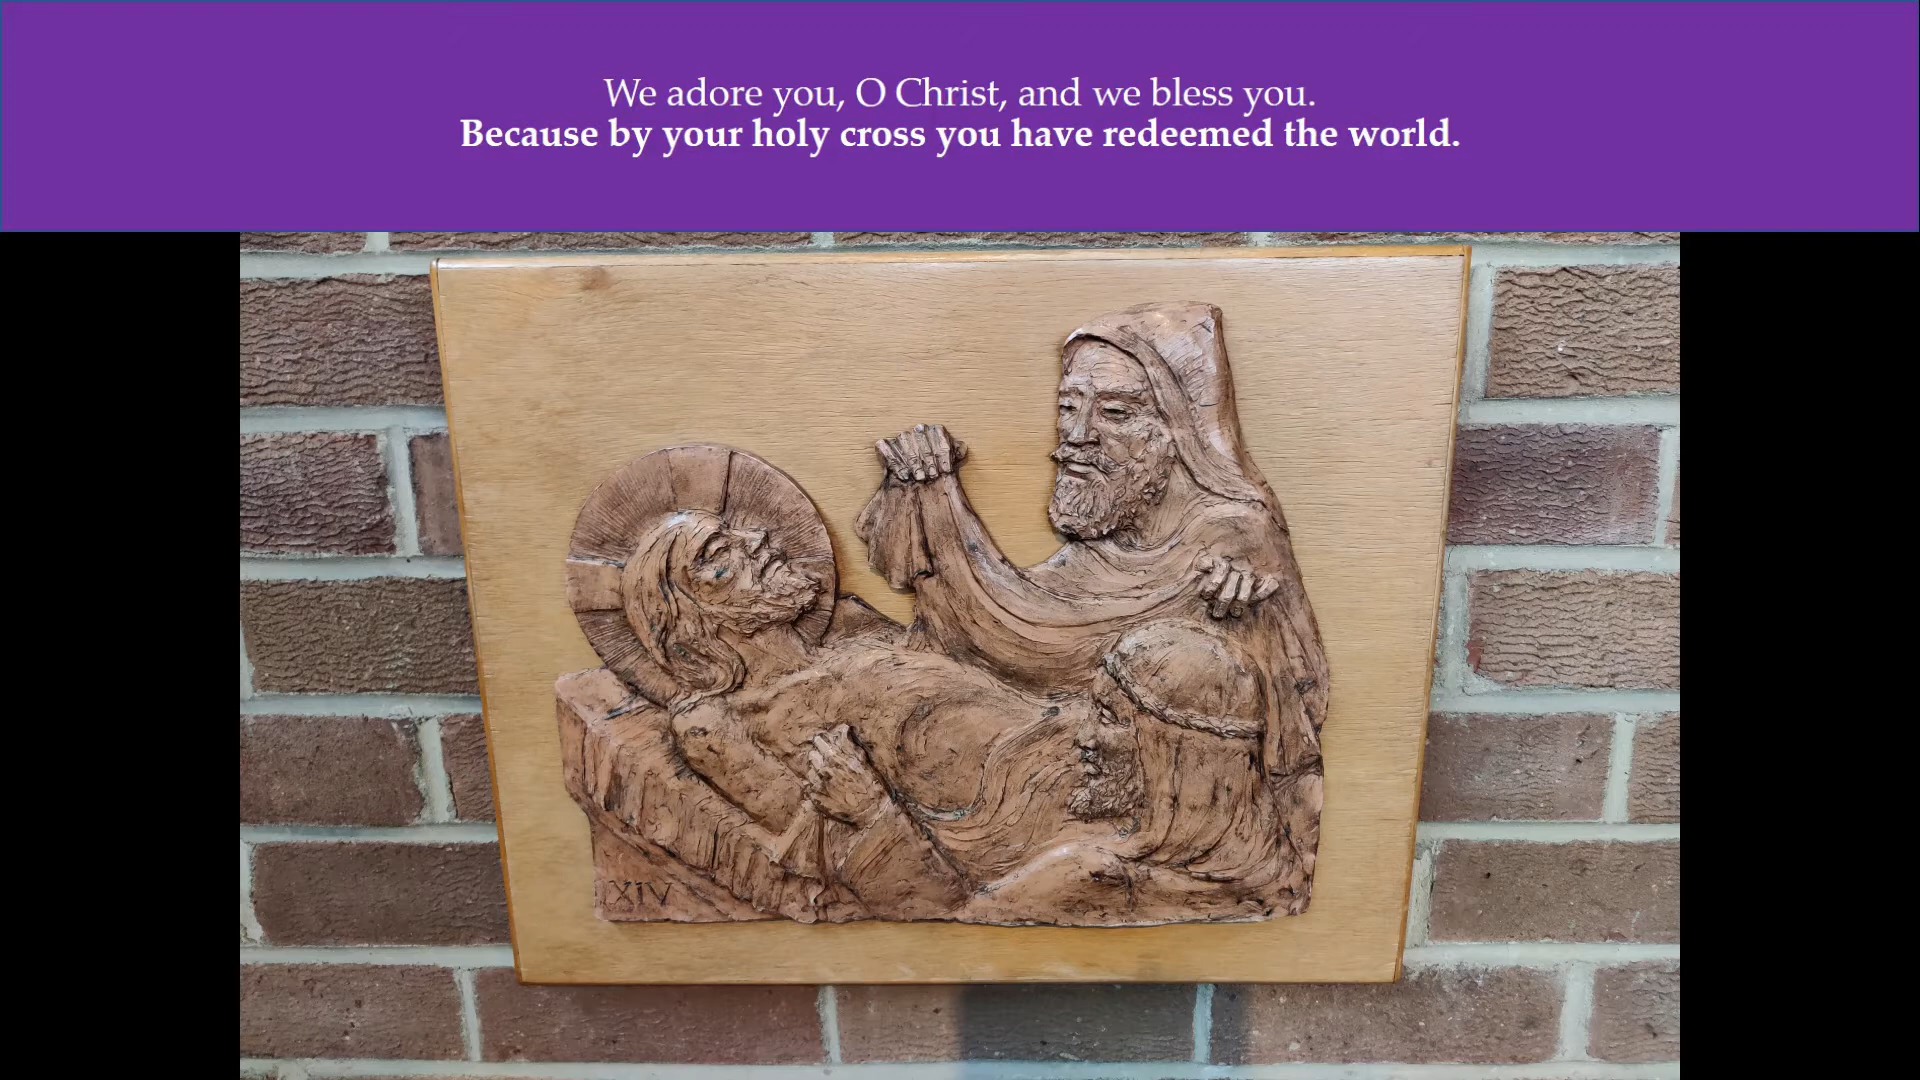 We adore you, O Christ, and we bless you.
Because by your holy cross you have redeemed the world.
XIV